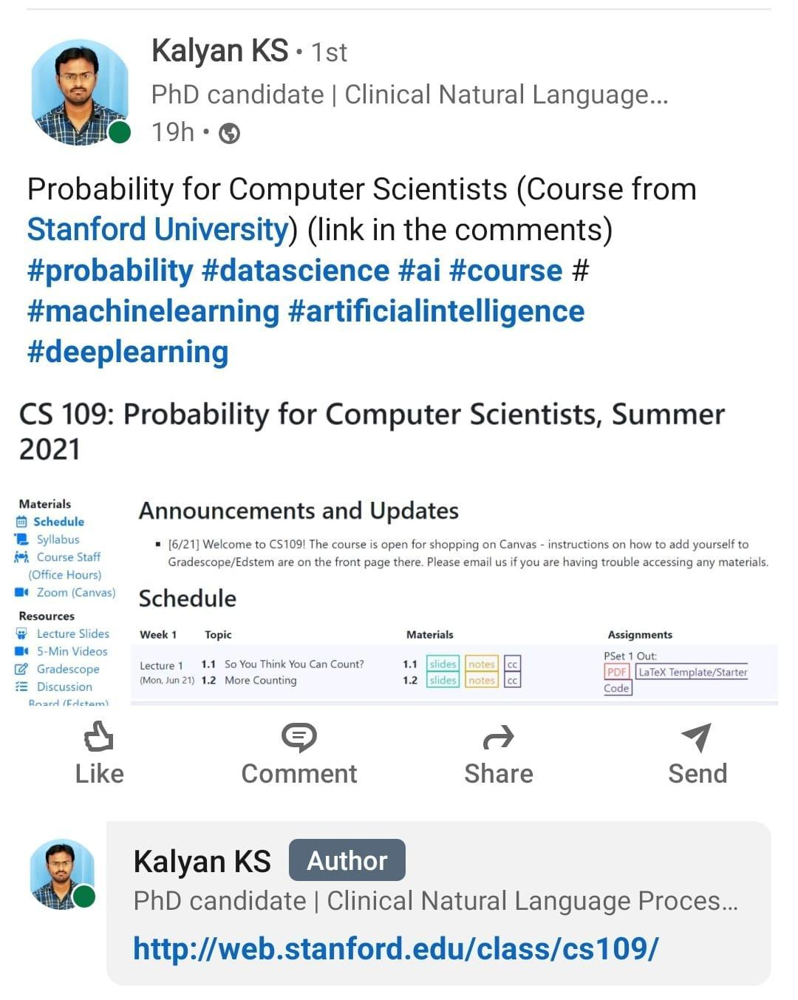 Kalyan KS • 1st
PhD candidate | Clinical Natural Language...
19h •
Probability for Computer Scientists (Course from
Stanford University) (link in the comments)
#probability #datascience #ai #course #
#machinelearning #artificialintelligence
#deeplearning
CS 109: Probability for Computer Scientists, Summer
2021
Materials
Schedule
Syllabus
Course Staff
(Office Hours)
Zoom (Canvas)
Resources
Lecture Slides
5-Min Videos
Gradescope
Discussion
Board (Edstem)
Announcements and Updates
▪ [6/21] Welcome to CS109! The course is open for shopping on Canvas - instructions on how to add yourself to
Gradescope/Edstem are on the front page there. Please email us if you are having trouble accessing any materials.
Schedule
Week 1 Topic Materials Assignments
Lecture 1 1.1 So You Think You Can Count? 1.1 slides notes cc PSet 1 Out:
(Mon, Jun 21) 1.2 More Counting 1.2 slides notes cc PDF LaTeX Template/Starter
Code
Like Comment Share Send
Kalyan KS Author
PhD candidate | Clinical Natural Language Proces...
http://web.stanford.edu/class/cs109/